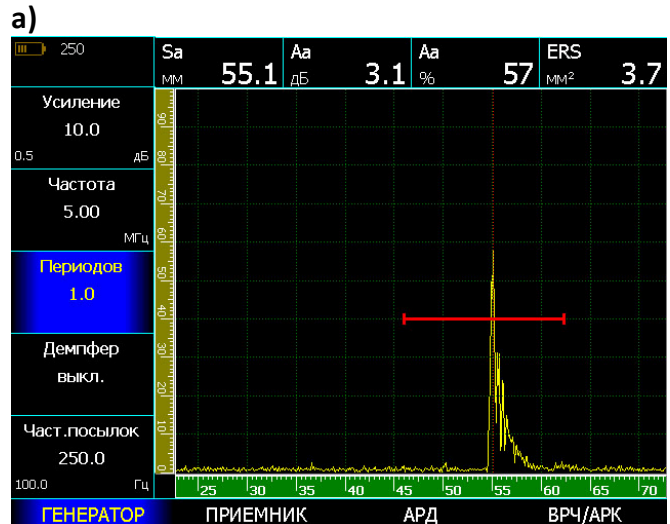 а)
250
Sa
мм 55.1
Aa
дБ 3.1
Aa
% 57
ERS
мм² 3.7
Усиление
10.0
0.5 дБ
Частота
5.00
МГц
Периодов
1.0
Демпфер
выкл.
Част.посылок
250.0
100.0 Гц
90
80
70
60
50
40
30
20
10
0
25 30 35 40 45 50 55 60 65 70
ГЕНЕРАТОР ПРИЕМНИК АРД ВРЧ/АРК